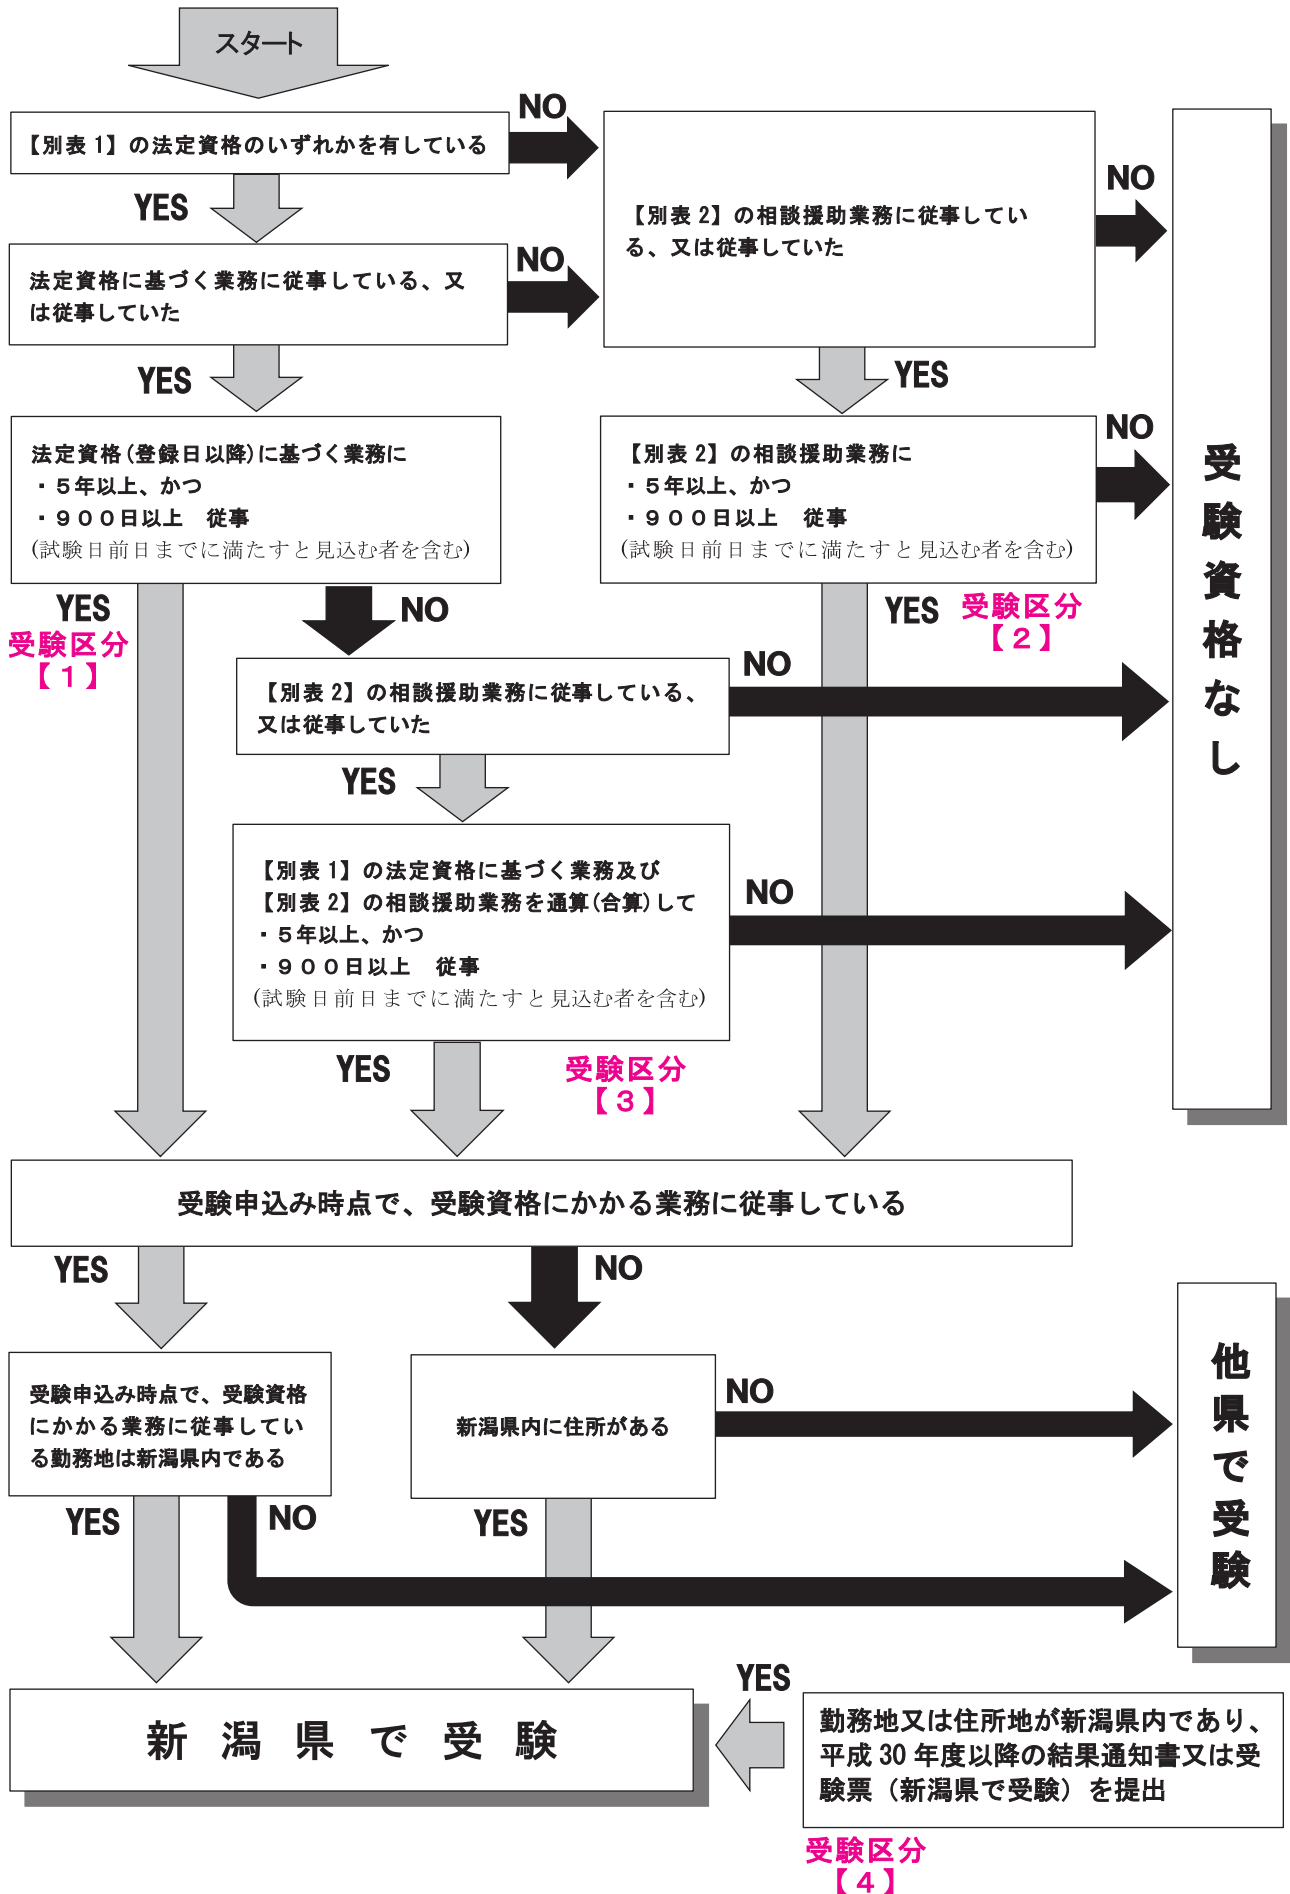 スタート
【別表1】の法定資格のいずれかを有している
NO
YES
【別表2】の相談援助業務に従事してい
る、又は従事していた
NO
法定資格に基づく業務に従事している、又
は従事していた
NO
YES
YES
法定資格(登録日以降)に基づく業務に
・５年以上、かつ
・９００日以上　従事
(試験日前日までに満たすと見込む者を含む)
【別表2】の相談援助業務に
・５年以上、かつ
・９００日以上　従事
(試験日前日までに満たすと見込む者を含む)
NO
受験資格なし
YES
受験区分
【１】
NO
YES
受験区分
【２】
【別表2】の相談援助業務に従事している、
又は従事していた
NO
YES
【別表1】の法定資格に基づく業務及び
【別表2】の相談援助業務を通算(合算)して
・５年以上、かつ
・９００日以上　従事
(試験日前日までに満たすと見込む者を含む)
NO
YES
受験区分
【３】
受験申込み時点で、受験資格にかかる業務に従事している
YES
NO
受験申込み時点で、受験資格
にかかる業務に従事してい
る勤務地は新潟県内である
新潟県内に住所がある
NO
他県で受験
YES
NO
YES
新潟県で受験
YES
勤務地又は住所地が新潟県内であり、
平成30年度以降の結果通知書又は受
験票（新潟県で受験）を提出
受験区分
【４】